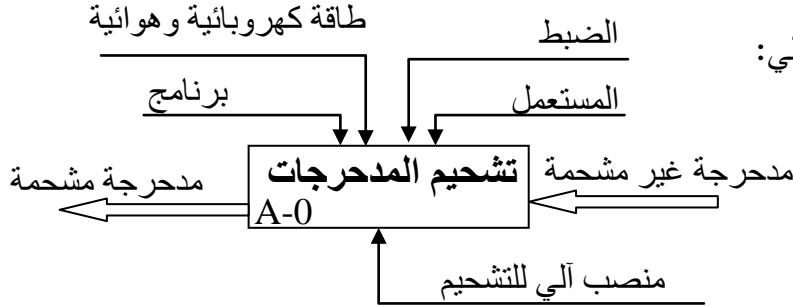 طاقة كهروبائية وهوائية
الضبط
ي:
برنامج
المستعمل
مدحرجة غير مشحمة
تشحيم المدحرجات
مدحرجة مشحمة
A-0
منصب آلي للتشحيم